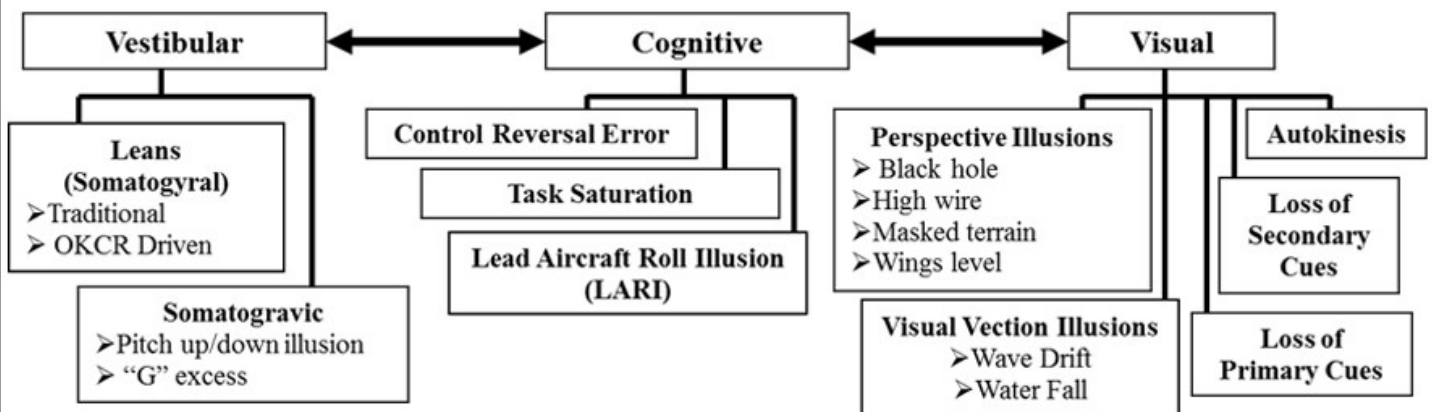 Vestibular
Cognitive
Visual
Leans
(Somatogyral)
➢Traditional
➢ OKCR Driven
Somatogravic
➢Pitch up/down illusion
➢ “G” excess
Control Reversal Error
Task Saturation
Lead Aircraft Roll Illusion
(LARI)
Perspective Illusions
➢ Black hole
➢High wire
➢Masked terrain
➢Wings level
Visual Vection Illusions
➢Wave Drift
➢Water Fall
Autokinesis
Loss of
Secondary
Cues
Loss of
Primary Cues